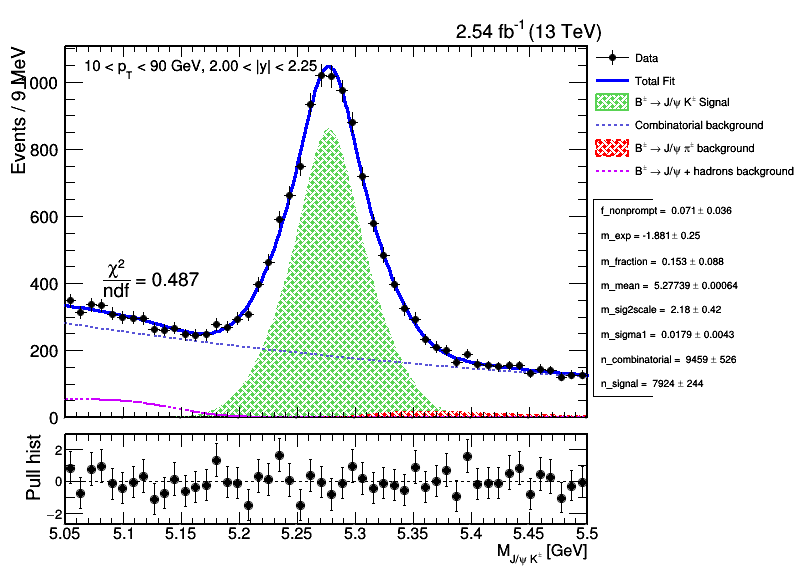 2.54 fb⁻¹ (13 TeV)
Events / 9 MeV
10 < p_T < 90 GeV, 2.00 < |y| < 2.25
1000
800
600
400
200
0
χ²
ndf = 0.487
Data
Total Fit
B± → J/ψ K± Signal
Combinatorial background
B± → J/ψ π± background
B± → J/ψ + hadrons background
f_nonprompt = 0.071 ± 0.036
m_exp = -1.881 ± 0.25
m_fraction = 0.153 ± 0.088
m_mean = 5.27739 ± 0.00064
m_sig2scale = 2.18 ± 0.42
m_sigma1 = 0.0179 ± 0.0043
n_combinatorial = 9459 ± 526
n_signal = 7924 ± 244
Pull hist
2
0
−2
5.05 5.1 5.15 5.2 5.25 5.3 5.35 5.4 5.45 5.5
M_J/ψ K± [GeV]